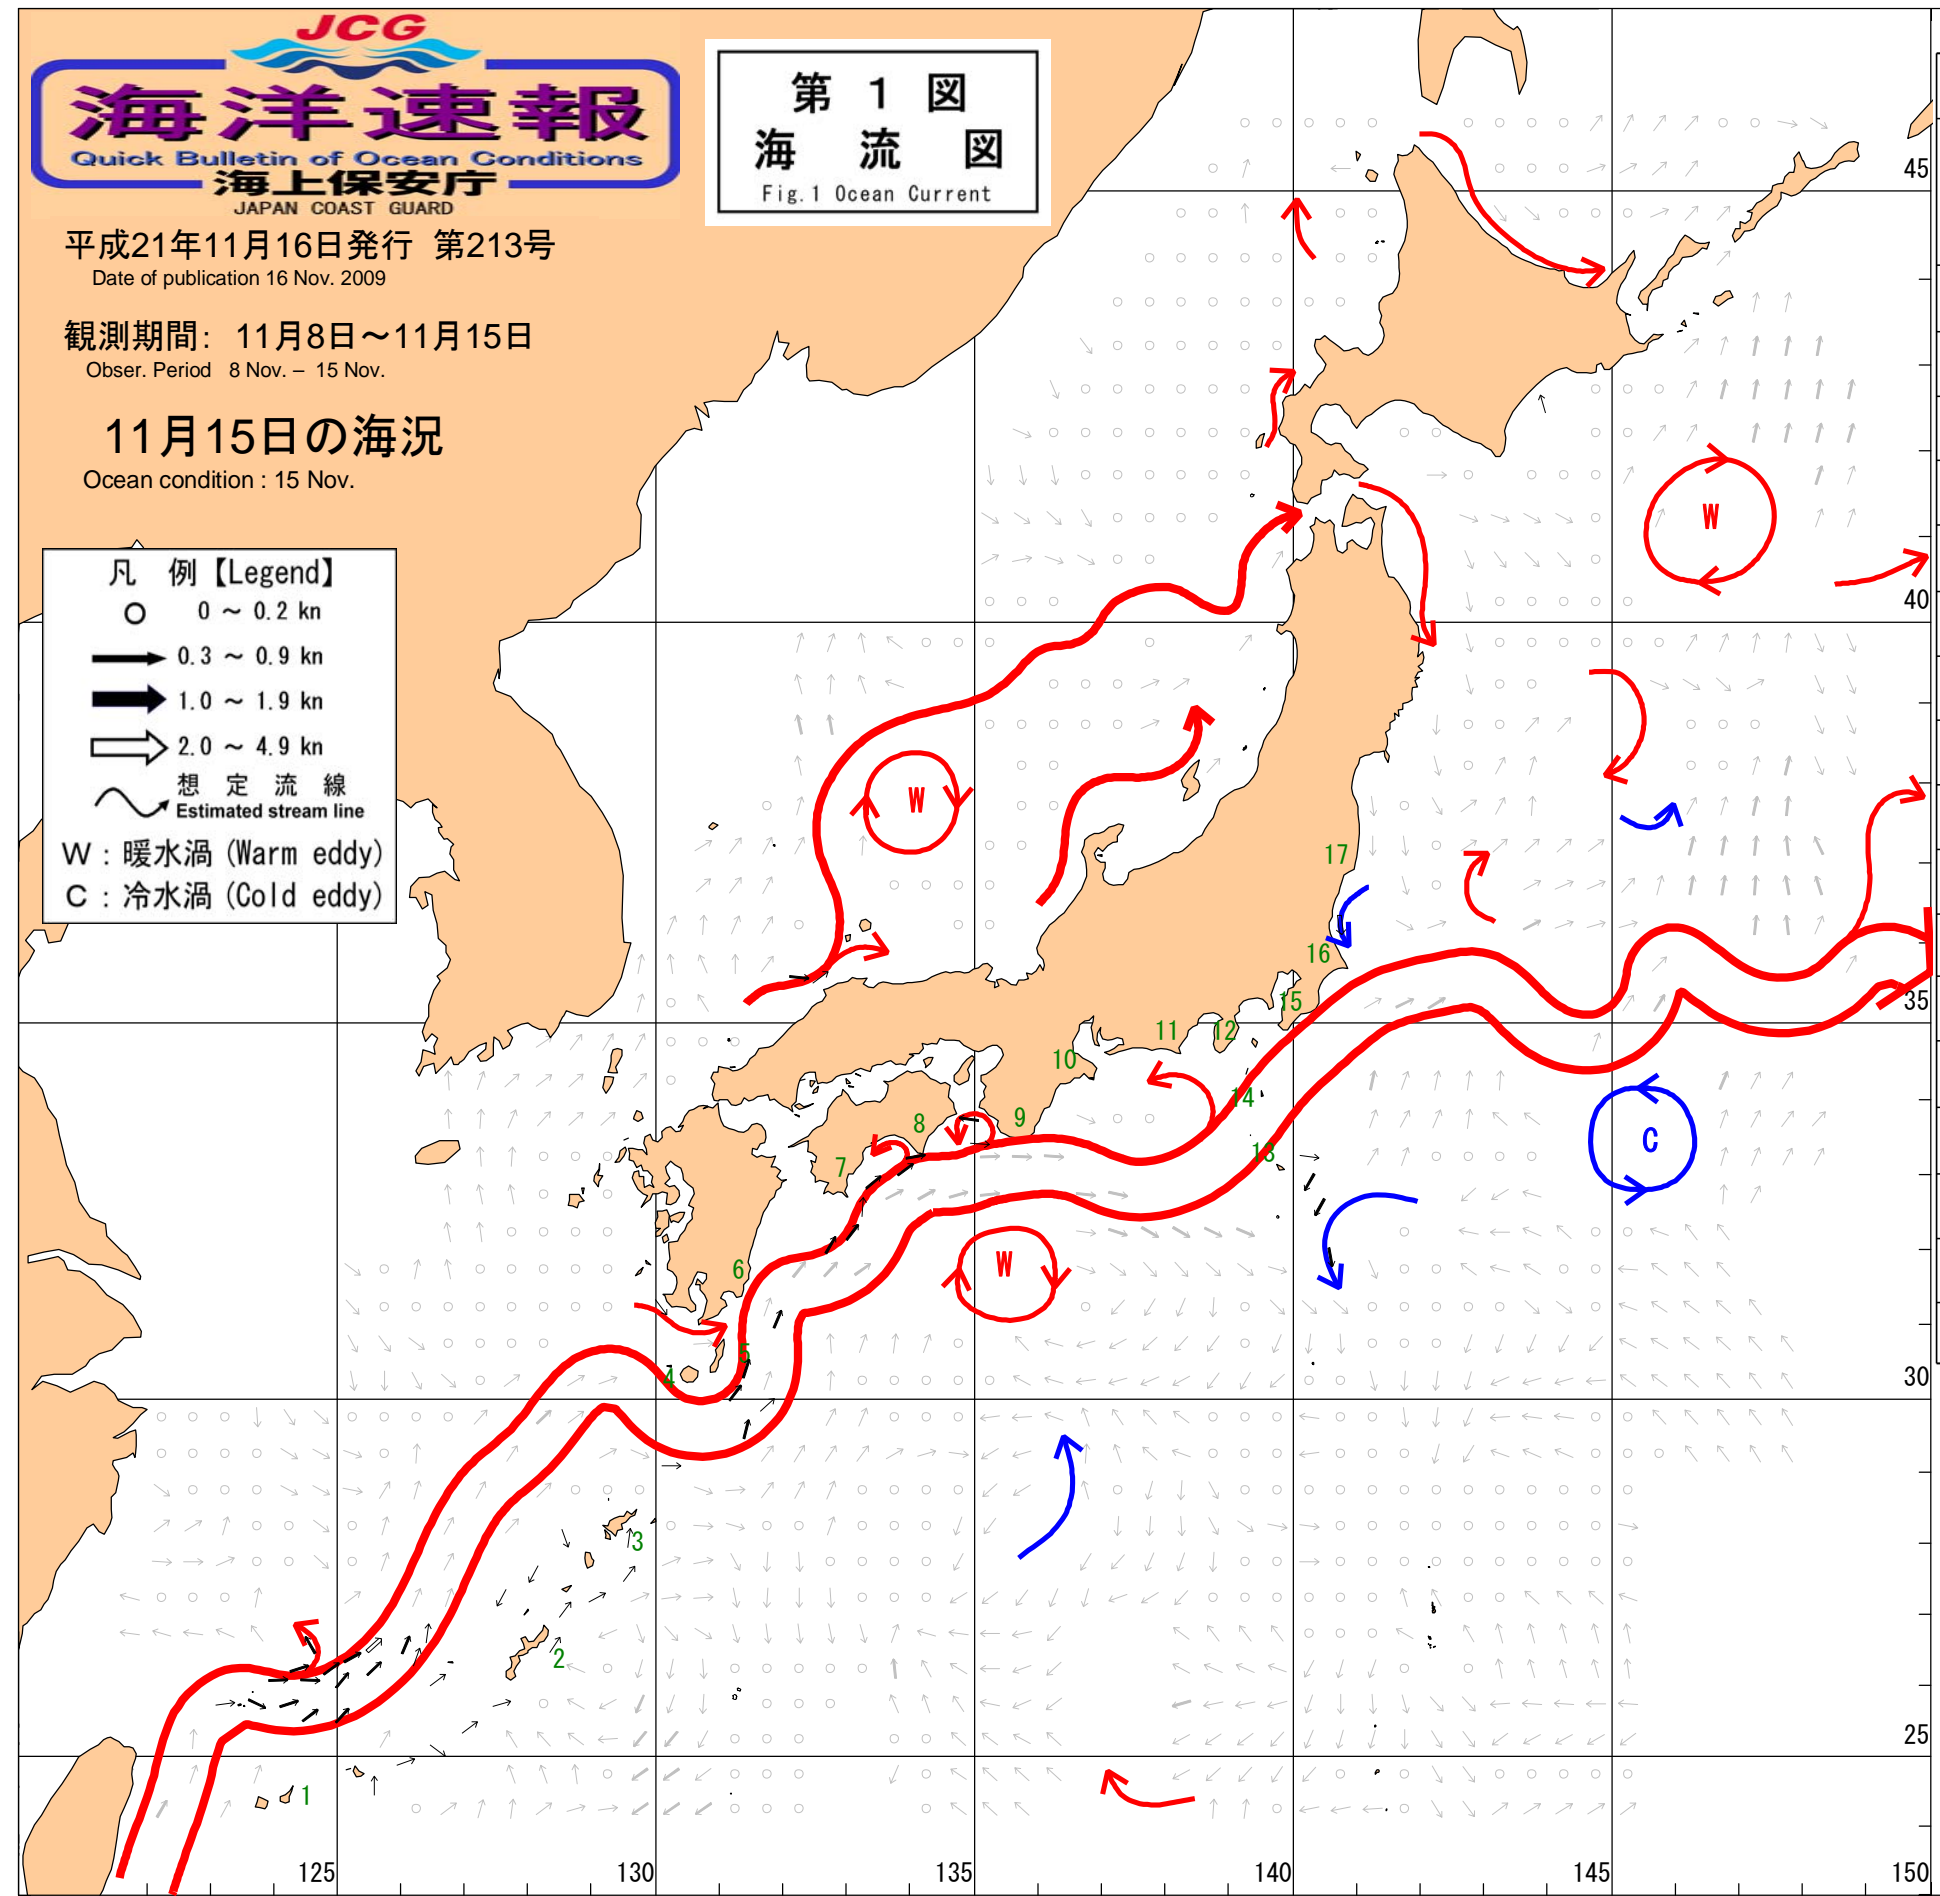 JCG
海洋速報
Quick Bulletin of Ocean Conditions
海上保安庁
JAPAN COAST GUARD
第 1 図
海 流 図
Fig.1 Ocean Current
平成21年11月16日発行 第213号
Date of publication 16 Nov. 2009
観測期間: 11月8日～11月15日
Obser. Period 8 Nov. – 15 Nov.
11月15日の海況
Ocean condition : 15 Nov.
凡 例【Legend】
0 ～ 0.2 kn
0.3 ～ 0.9 kn
1.0 ～ 1.9 kn
2.0 ～ 4.9 kn
想 定 流 線
Estimated stream line
W : 暖水渦 (Warm eddy)
C : 冷水渦 (Cold eddy)
45
W
40
W
17
16
15
35
11
12
10
14
9
8
13
C
7
6
W
5
4
30
3
2
25
1
125
130
135
140
145
150